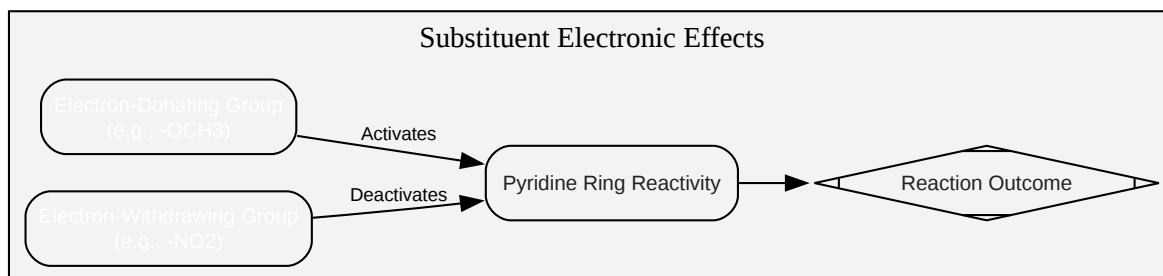 Substituent Electronic Effects
Electron-Donating Group
(e.g., -OCH3)
Activates
Electron-Withdrawing Group
(e.g., -NO2)
Deactivates
Pyridine Ring Reactivity
Reaction Outcome